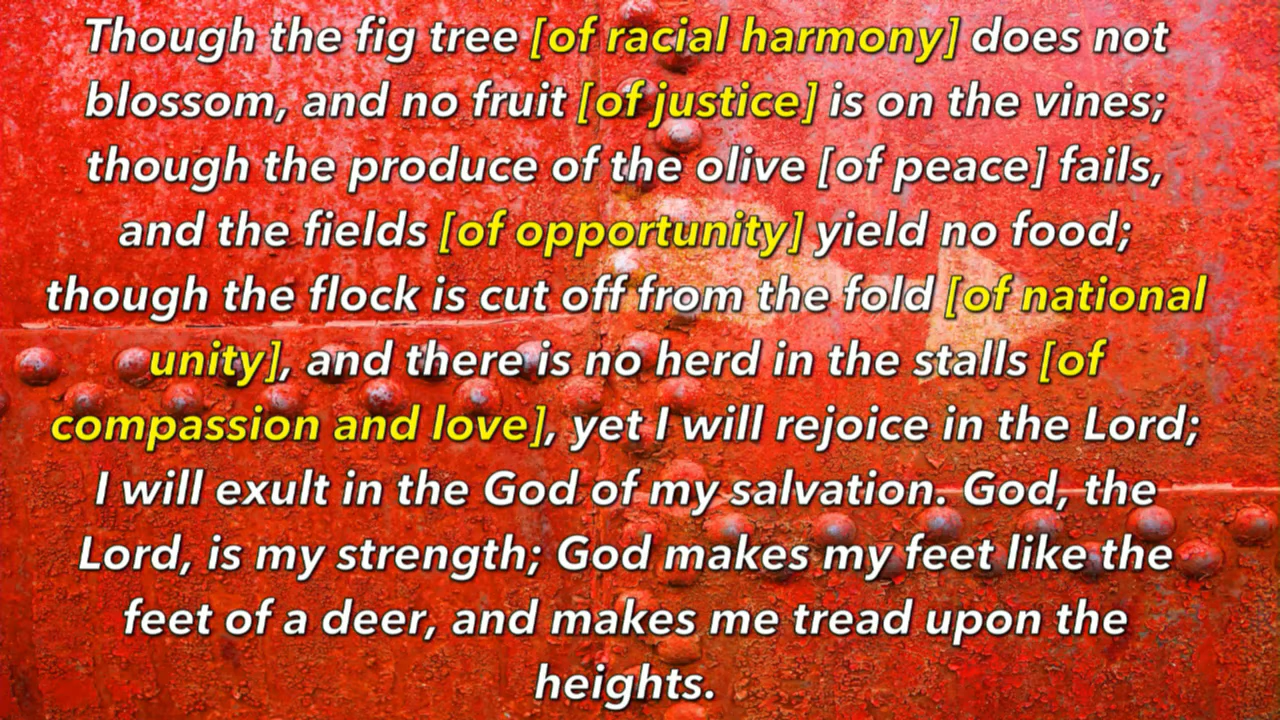 Though the fig tree [of racial harmony] does not
blossom, and no fruit [of justice] is on the vines;
though the produce of the olive [of peace] fails,
and the fields [of opportunity] yield no food;
though the flock is cut off from the fold [of national
unity], and there is no herd in the stalls [of
compassion and love], yet I will rejoice in the Lord;
I will exult in the God of my salvation. God, the
Lord, is my strength; God makes my feet like the
feet of a deer, and makes me tread upon the
heights.